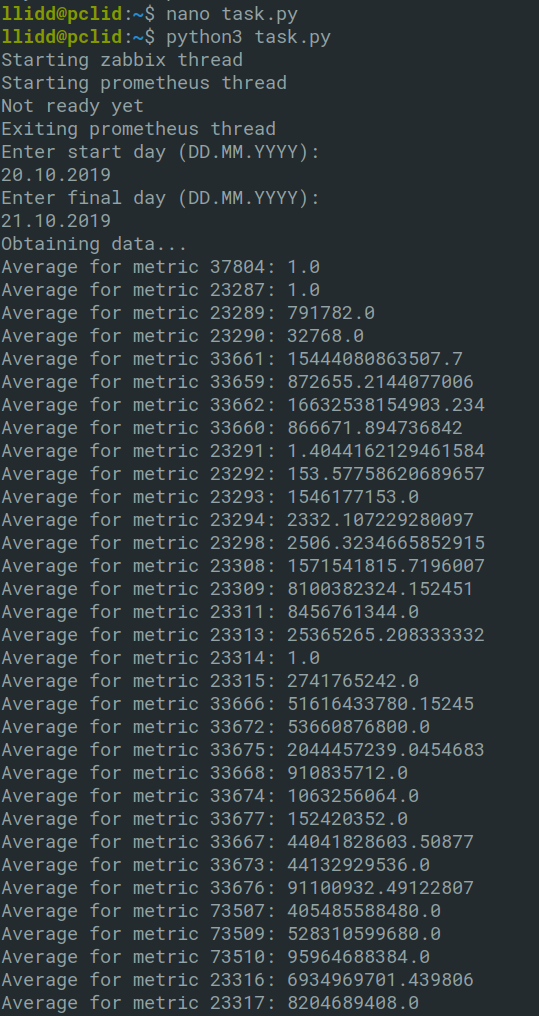 llidd@pclid:~$ nano task.py
llidd@pclid:~$ python3 task.py
Starting zabbix thread
Starting prometheus thread
Not ready yet
Exiting prometheus thread
Enter start day (DD.MM.YYYY):
20.10.2019
Enter final day (DD.MM.YYYY):
21.10.2019
Obtaining data...
Average for metric 37804: 1.0
Average for metric 23287: 1.0
Average for metric 23289: 791782.0
Average for metric 23290: 32768.0
Average for metric 33661: 15444080863507.7
Average for metric 33659: 872655.2144077006
Average for metric 33662: 16632538154903.234
Average for metric 33660: 866671.894736842
Average for metric 23291: 1.4044162129461584
Average for metric 23292: 153.57758620689657
Average for metric 23293: 1546177153.0
Average for metric 23294: 2332.107229280097
Average for metric 23298: 2506.3234665852915
Average for metric 23308: 1571541815.7196007
Average for metric 23309: 8100382324.152451
Average for metric 23311: 8456761344.0
Average for metric 23313: 25365265.208333332
Average for metric 23314: 1.0
Average for metric 23315: 2741765242.0
Average for metric 33666: 51616433780.15245
Average for metric 33672: 53660876800.0
Average for metric 33675: 2044457239.0454683
Average for metric 33668: 910835712.0
Average for metric 33674: 1063256064.0
Average for metric 33677: 152420352.0
Average for metric 33667: 44041828603.50877
Average for metric 33673: 44132929536.0
Average for metric 33676: 91100932.49122807
Average for metric 73507: 405485588480.0
Average for metric 73509: 528310599680.0
Average for metric 73510: 95964688384.0
Average for metric 23316: 6934969701.439806
Average for metric 23317: 8204689408.0